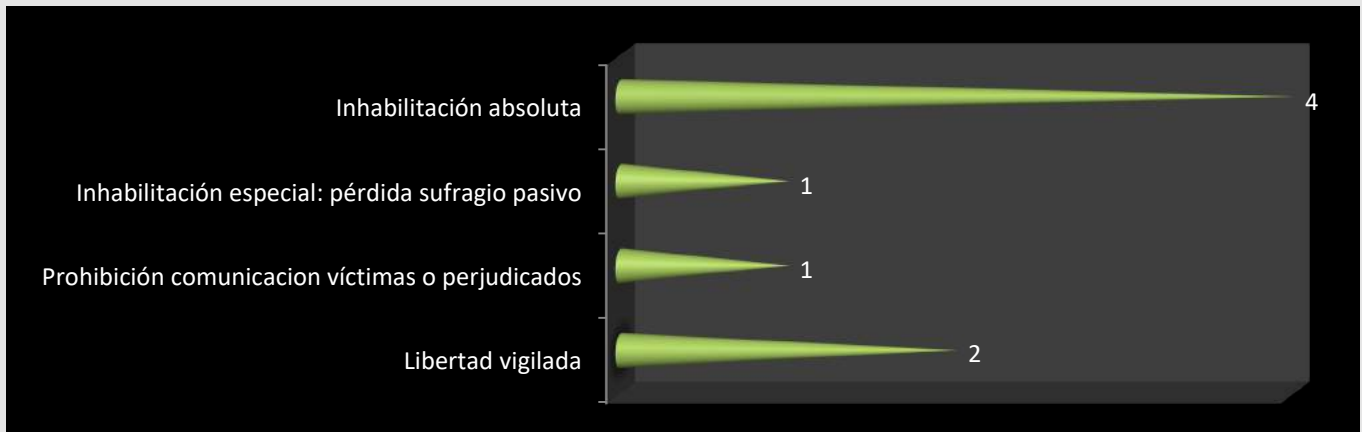 Inhabilitación absoluta
4
Inhabilitación especial: pérdida sufragio pasivo
1
Prohibición comunicacion víctimas o perjudicados
1
Libertad vigilada
2